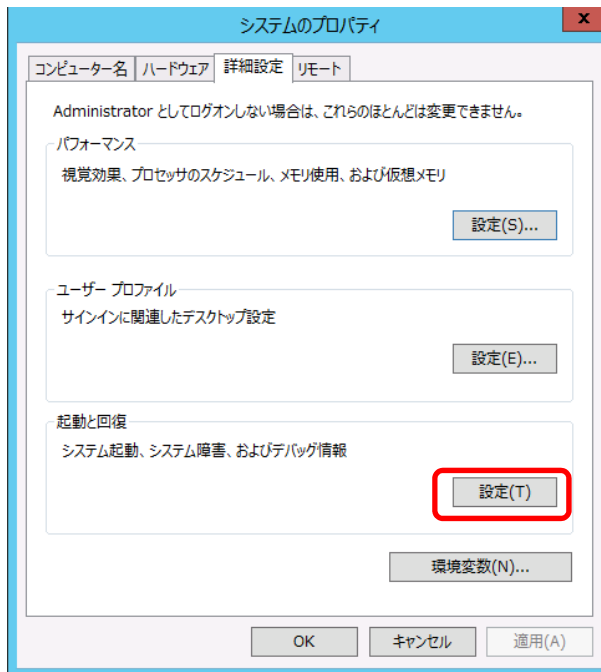 システムのプロパティ
x
コンピューター名 ハードウェア 詳細設定 リモート
Administrator としてログオンしない場合は、これらのほとんどは変更できません。
パフォーマンス
視覚効果、プロセッサのスケジュール、メモリ使用、および仮想メモリ
設定(S)...
ユーザー プロファイル
サインインに関連したデスクトップ設定
設定(E)...
起動と回復
システム起動、システム障害、およびデバッグ情報
設定(T)
環境変数(N)...
OK キャンセル 適用(A)